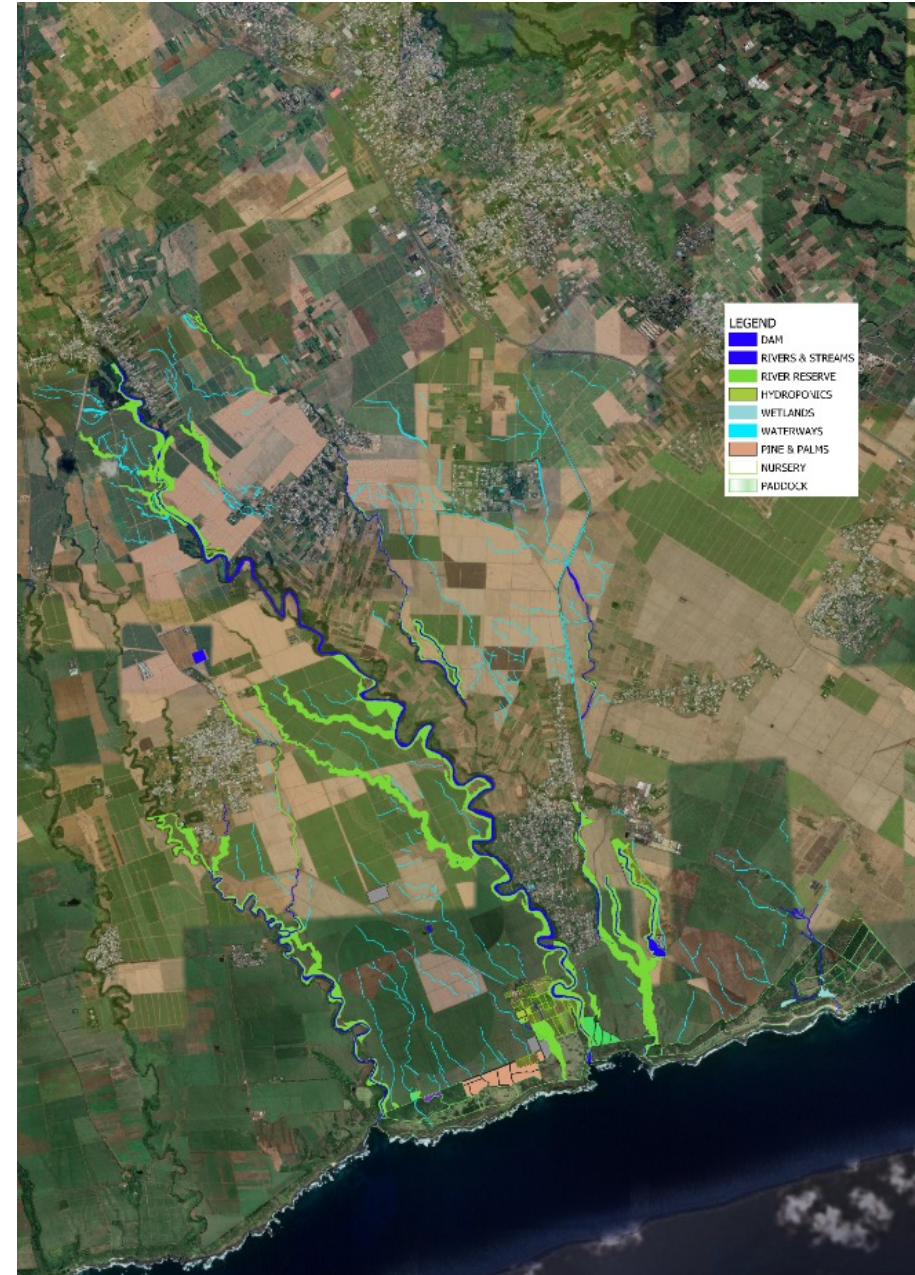 LEGEND
DAM
RIVERS & STREAMS
RIVER RESERVE
HYDROPONICS
WETLANDS
WATERWAYS
PINE & PALMS
NURSERY
PADDOCK